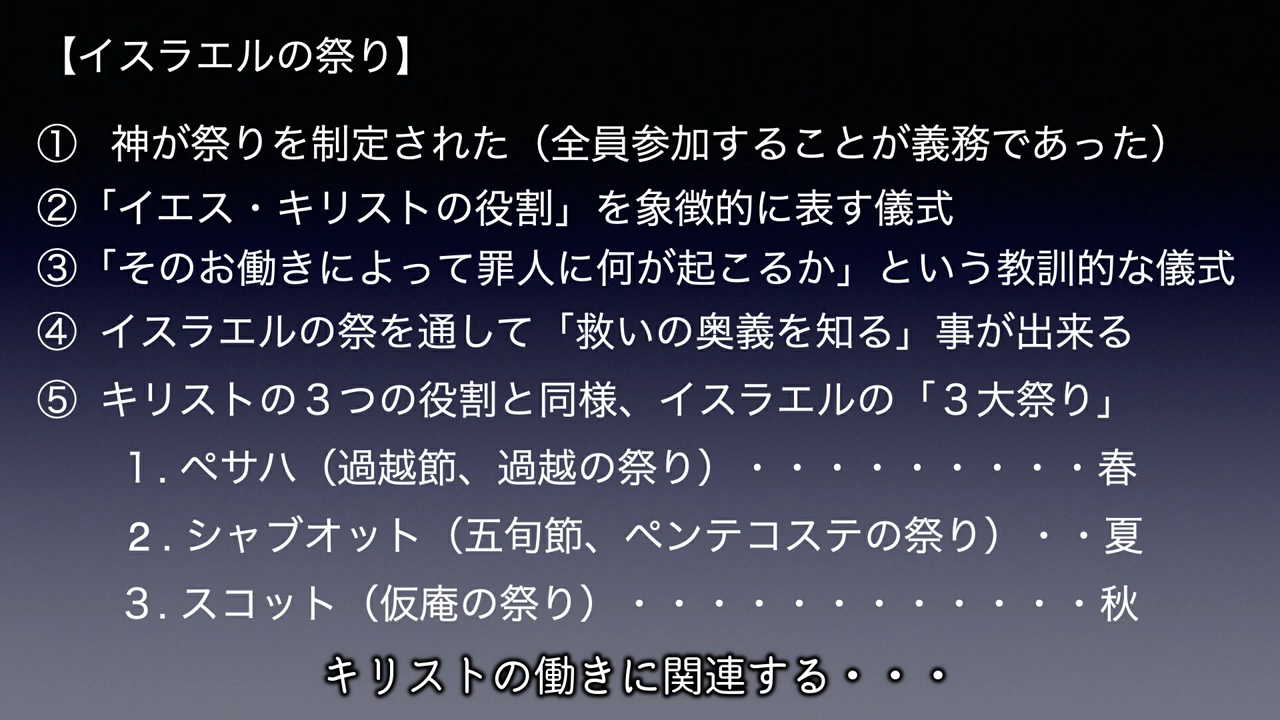 【イスラエルの祭り】
① 神が祭りを制定された（全員参加することが義務であった）
②「イエス・キリストの役割」を象徴的に表す儀式
③「そのお働きによって罪人に何が起こるか」という教訓的な儀式
④ イスラエルの祭を通して「救いの奥義を知る」事が出来る
⑤ キリストの３つの役割と同様、イスラエルの「３大祭り」
１. ペサハ（過越節、過越の祭り）・・・・・・・・・春
２. シャブオット（五旬節、ペンテコステの祭り）・・夏
３. スコット（仮庵の祭り）・・・・・・・・・・・・秋
キリストの働きに関連する・・・